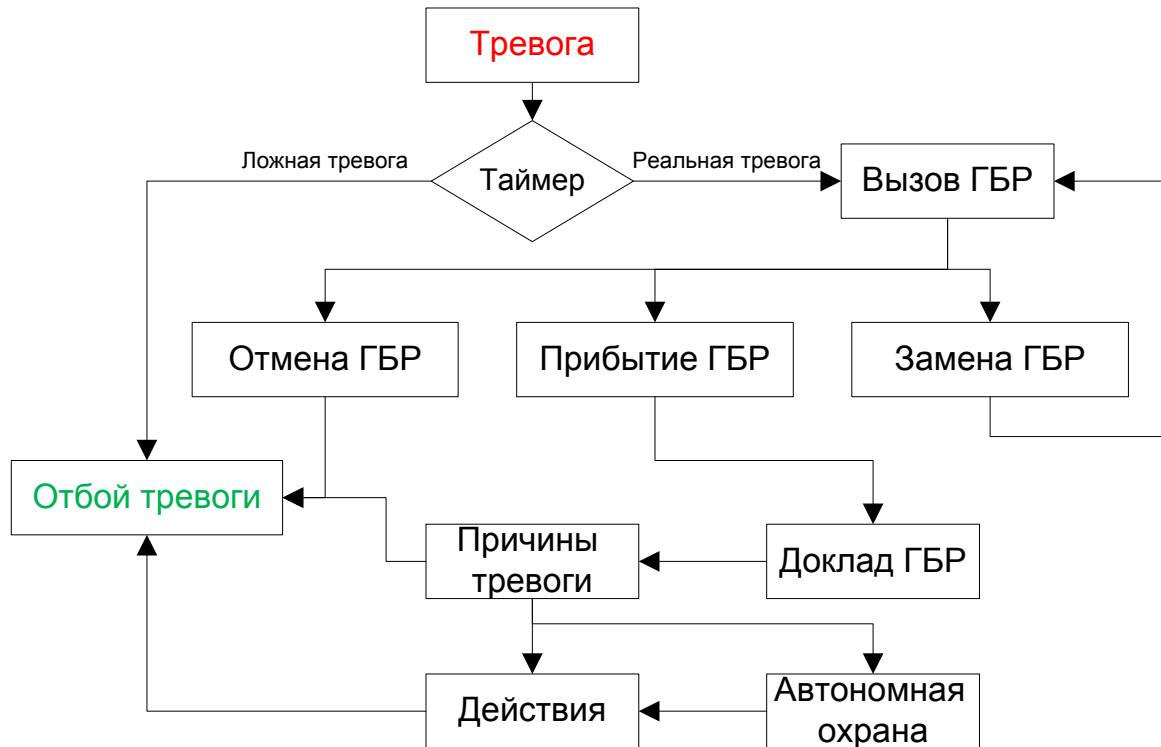 Тревога
Ложная тревога
Таймер
Реальная тревога
Вызов ГБР
Отмена ГБР
Прибытие ГБР
Замена ГБР
Отбой тревоги
Причины
тревоги
Доклад ГБР
Действия
Автономная
охрана